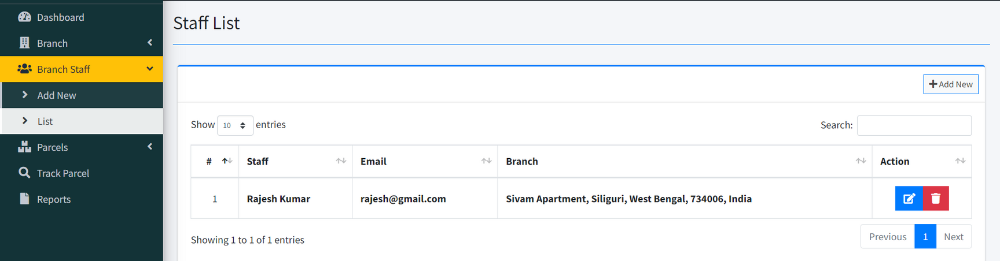 Dashboard
Branch
Branch Staff
Add New
List
Parcels
Track Parcel
Reports
Staff List
Add New
Show 10 entries
Search:
# Staff Email Branch Action
1 Rajesh Kumar rajesh@gmail.com Sivam Apartment, Siliguri, West Bengal, 734006, India
Showing 1 to 1 of 1 entries
Previous 1 Next